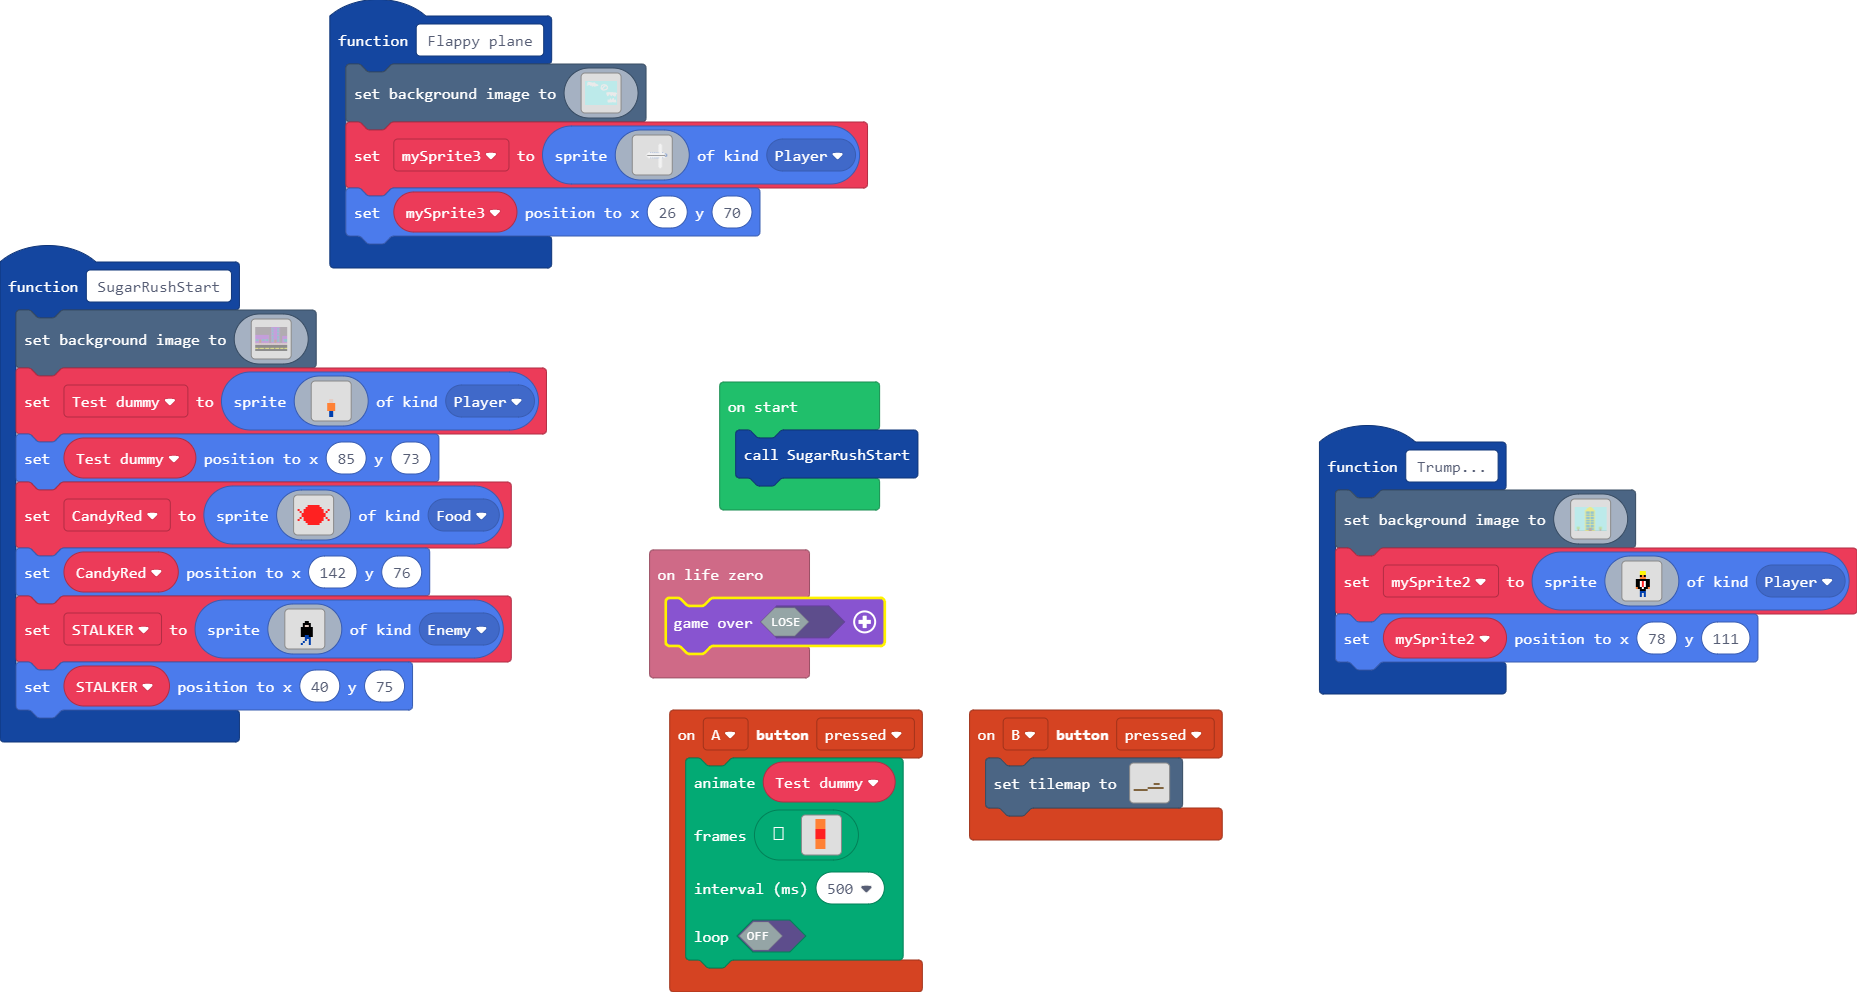 function Flappy plane
set background image to
set mySprite3 to sprite of kind Player
set mySprite3 position to x 26 y 70
function SugarRushStart
set background image to
set Test dummy to sprite of kind Player
set Test dummy position to x 85 y 73
set CandyRed to sprite of kind Food
set CandyRed position to x 142 y 76
set STALKER to sprite of kind Enemy
set STALKER position to x 40 y 75
on start
call SugarRushStart
on life zero
game over LOSE
on A button pressed
animate Test dummy
frames
interval (ms) 500
loop OFF
on B button pressed
set tilemap to
function Trump...
set background image to
set mySprite2 to sprite of kind Player
set mySprite2 position to x 78 y 111